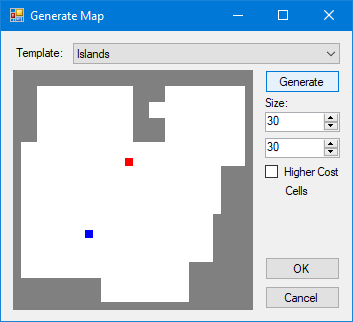 Generate Map
Template: Islands
Generate
Size:
30
30
Higher Cost
Cells
OK
Cancel